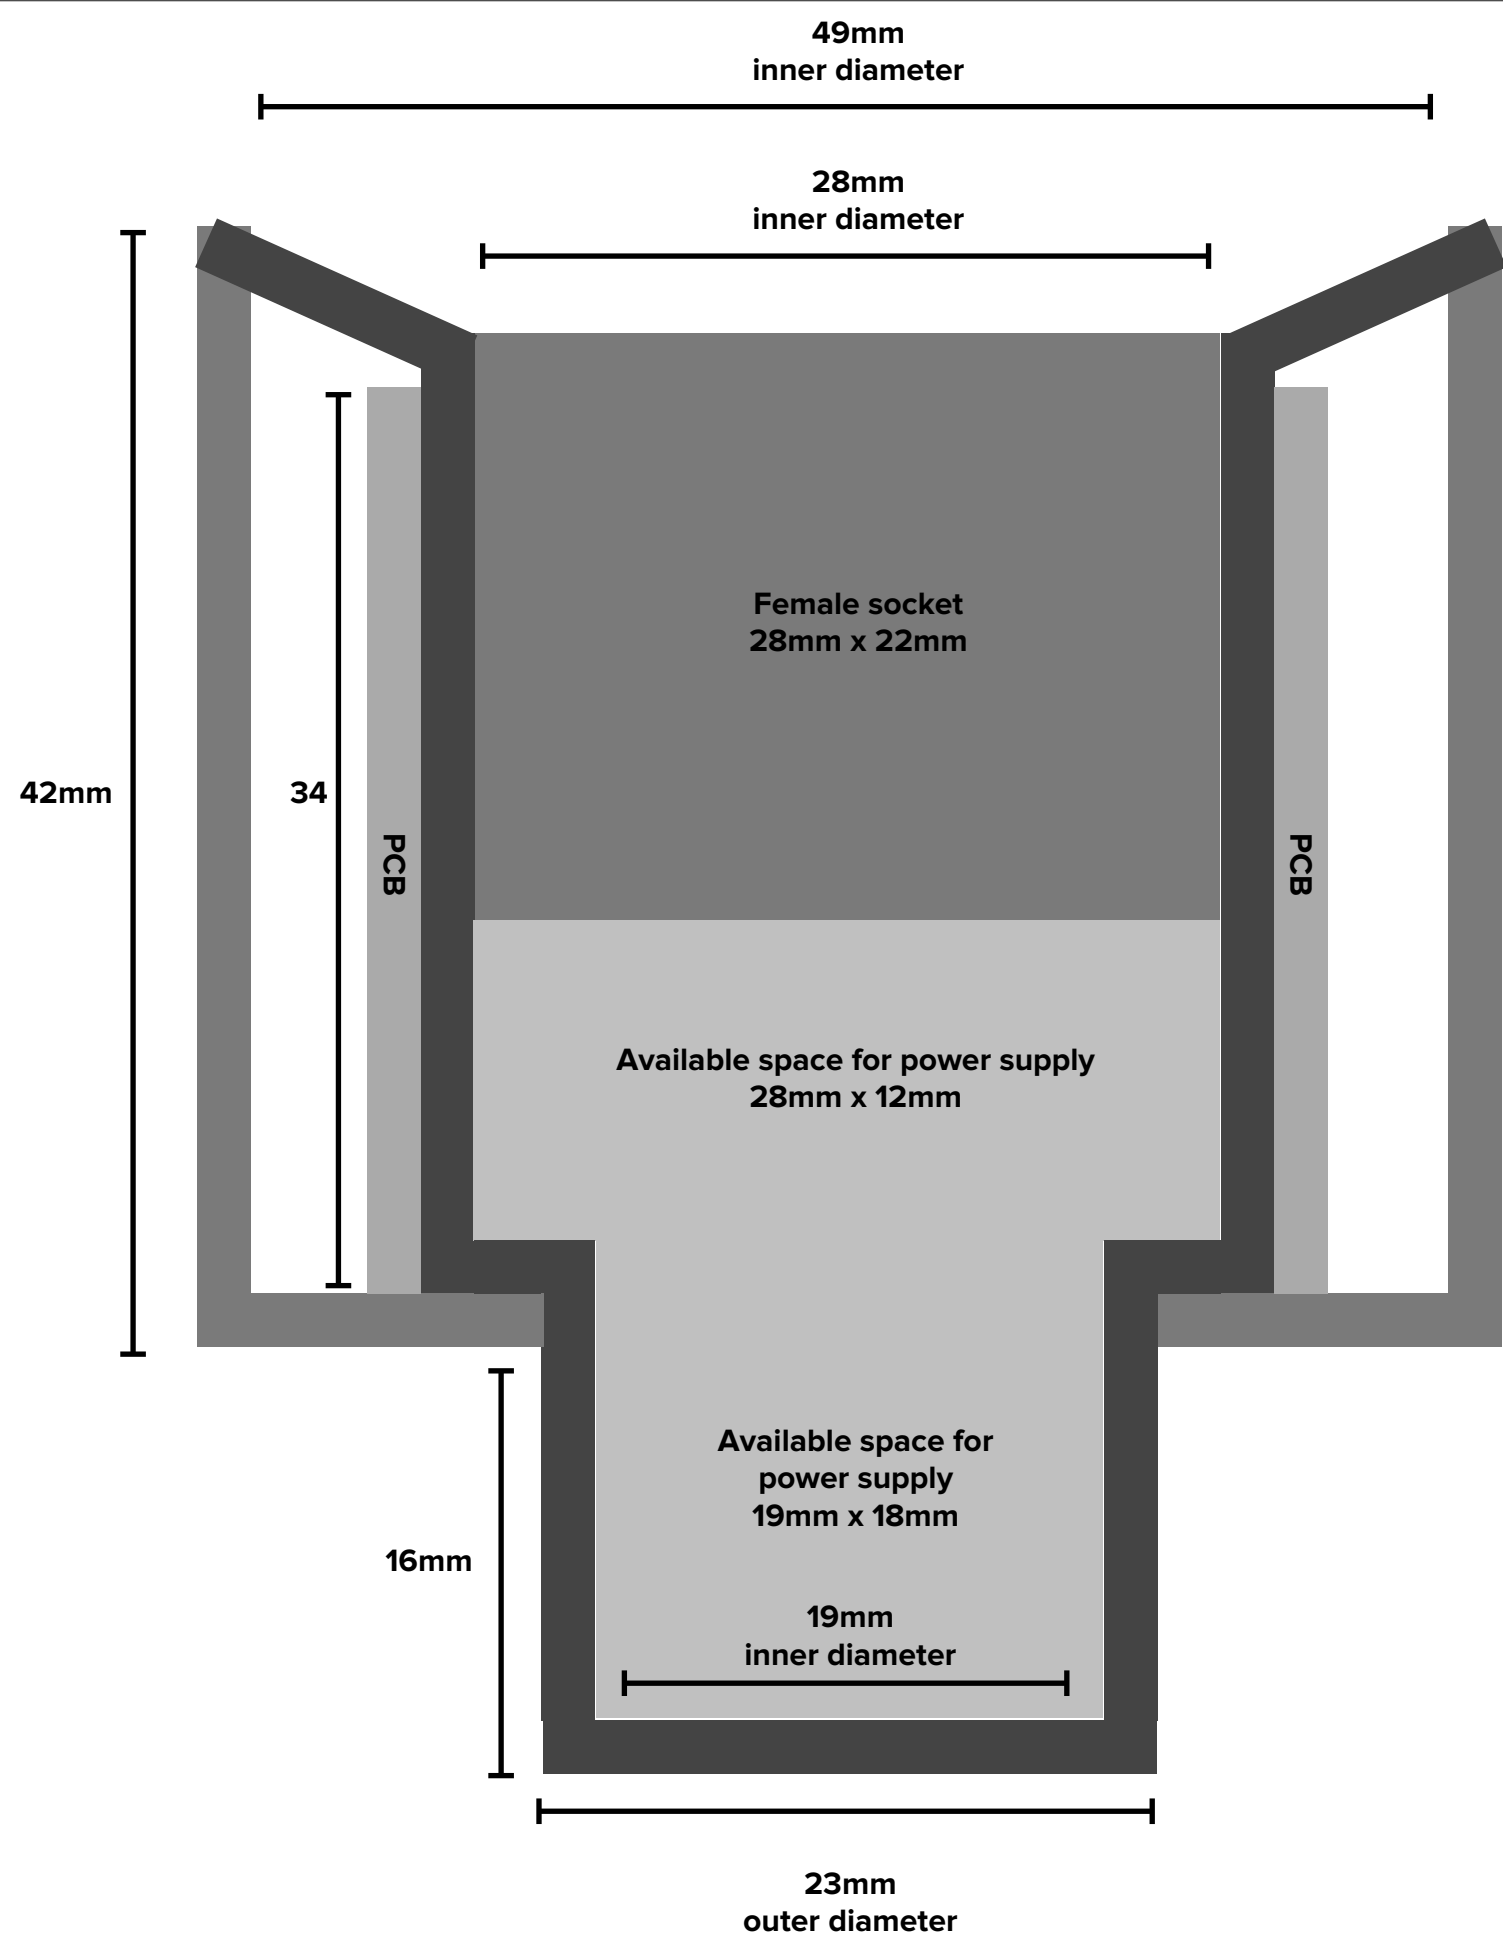 49mm
inner diameter
28mm
inner diameter
Female socket
28mm x 22mm
42mm
34
PCB
PCB
Available space for power supply
28mm x 12mm
Available space for
power supply
19mm x 18mm
16mm
19mm
inner diameter
23mm
outer diameter